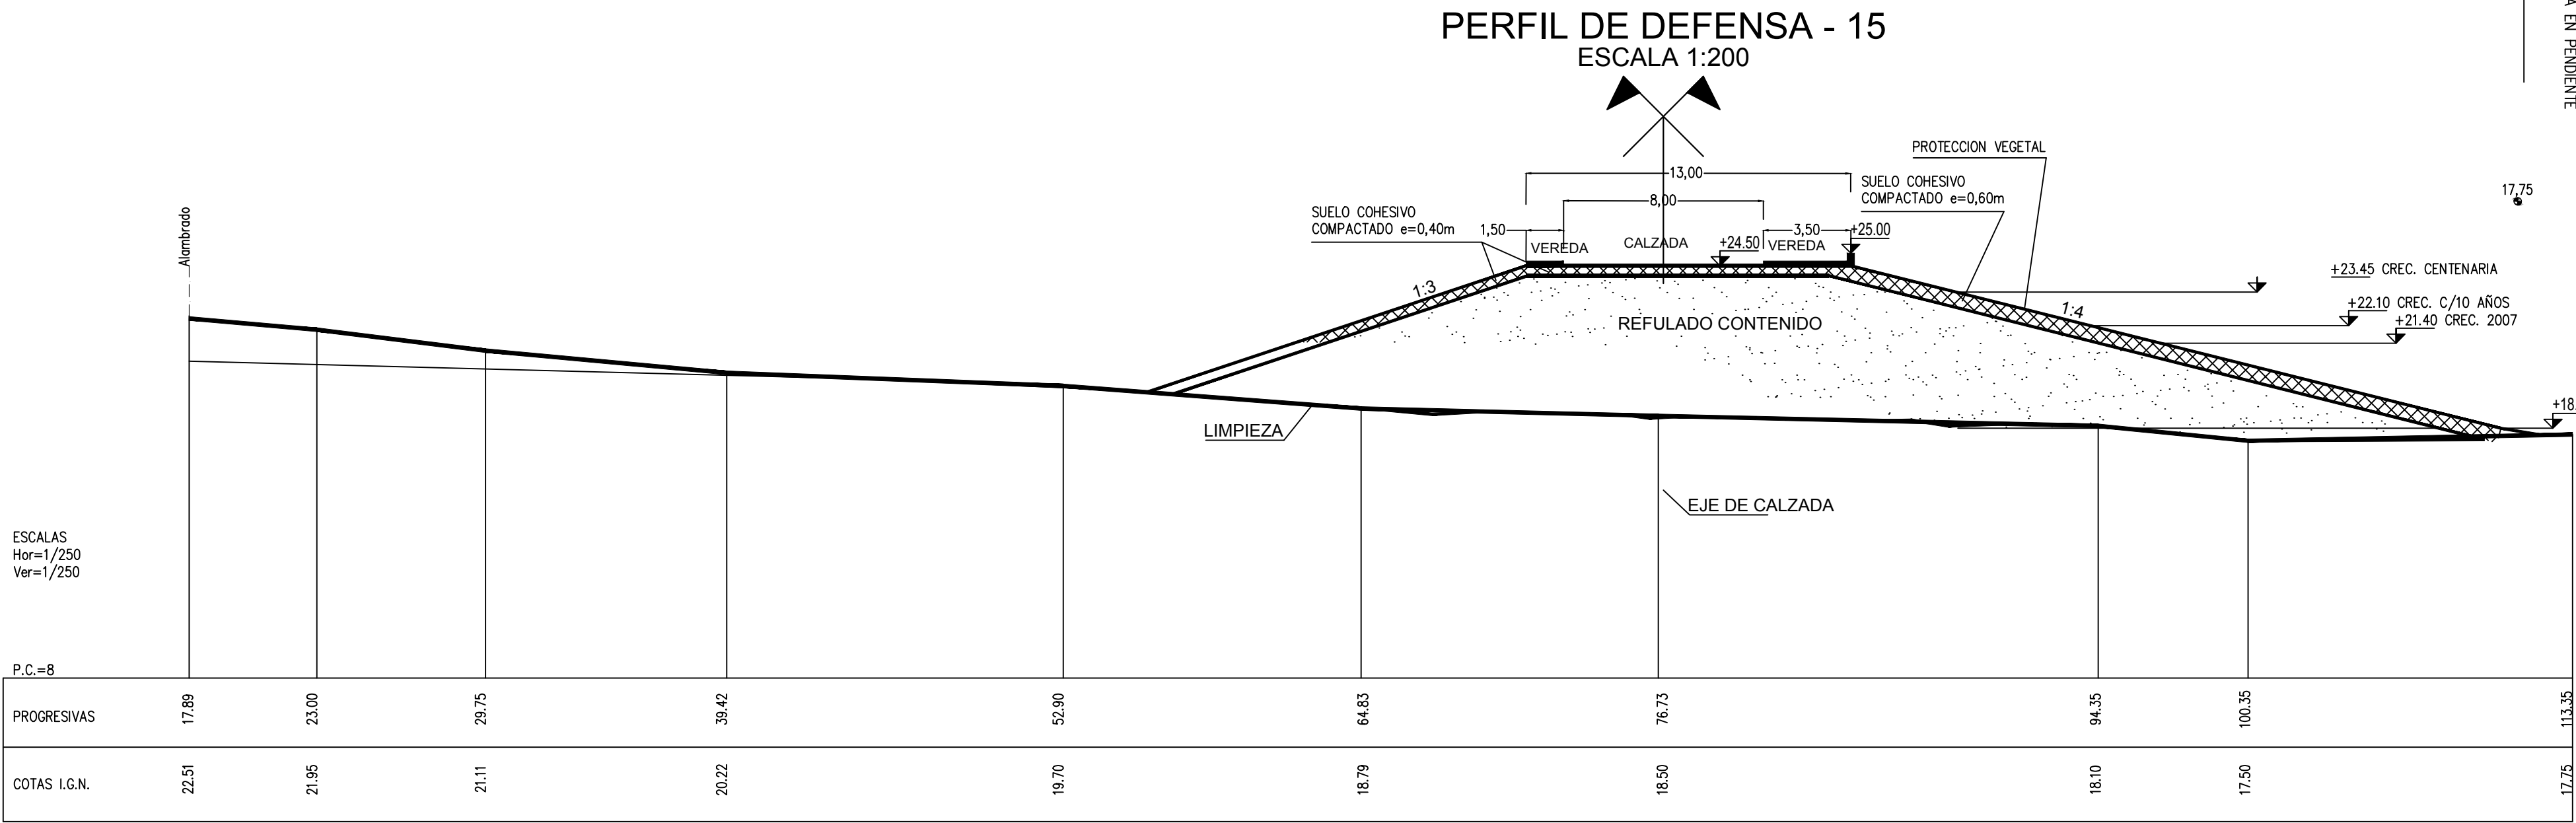 PERFIL DE DEFENSA - 15
ESCALA 1:200
A EN PENDIENTE
PROTECCION VEGETAL
13,00
SUELO COHESIVO
COMPACTADO e=0,60m
17,75
8,00
SUELO COHESIVO
COMPACTADO e=0,40m
1,50
3,50
+25.00
VEREDA
CALZADA
+24.50
VEREDA
Alambrado
+23.45 CREC. CENTENARIA
1:3
1:4
+22.10 CREC. C/10 AÑOS
+21.40 CREC. 2007
REFULADO CONTENIDO
+18.
LIMPIEZA
EJE DE CALZADA
ESCALAS
Hor=1/250
Ver=1/250
P.C.=8
PROGRESIVAS 17.89 23.00 29.75 39.42 52.90 64.83 76.73 94.35 100.35 113.35
COTAS I.G.N. 22.51 21.95 21.11 20.22 19.70 18.79 18.50 18.10 17.50 17.75